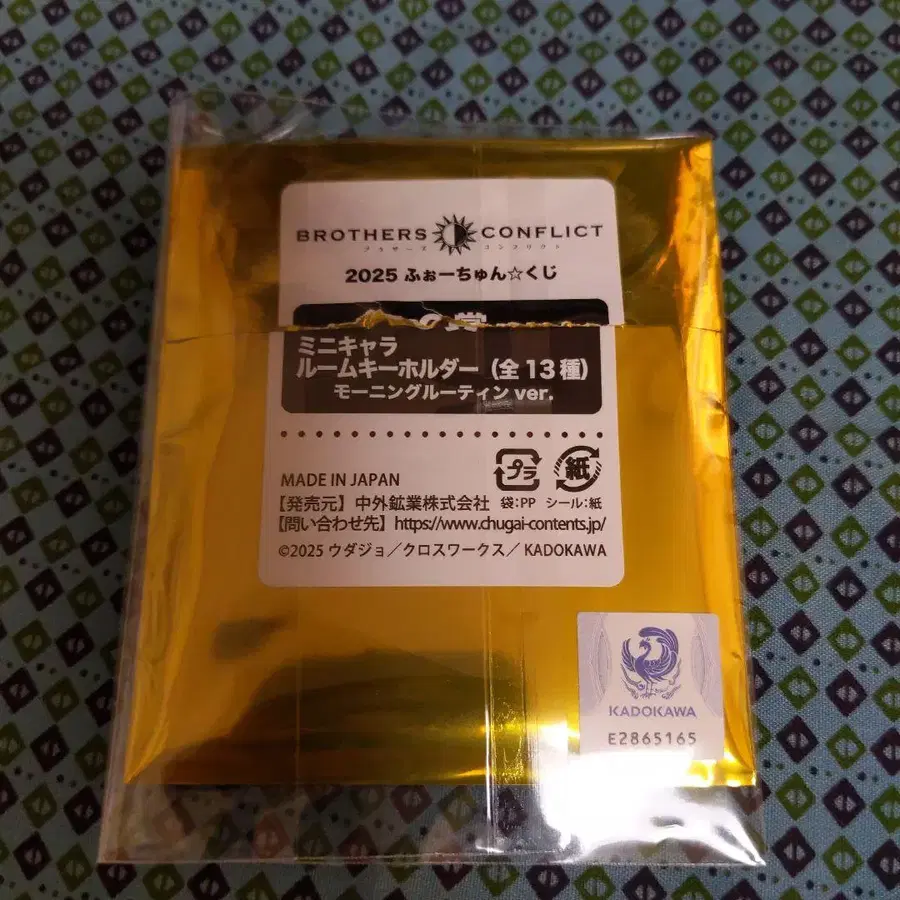 BROTHERS CONFLICT
ブラザーズ コンフリクト
2025 ふぉーちゅん☆くじ
賞
ミニキャラ
ルームキーホルダー (全13種)
モーニングルーティン ver.
プラ 紙
MADE IN JAPAN
【発売元】中外鉱業株式会社 袋:PP シール:紙
【問い合わせ先】https://www.chugai-contents.jp/
©2025 ウダジョ/クロスワークス/ KADOKAWA
KADOKAWA
E2865165